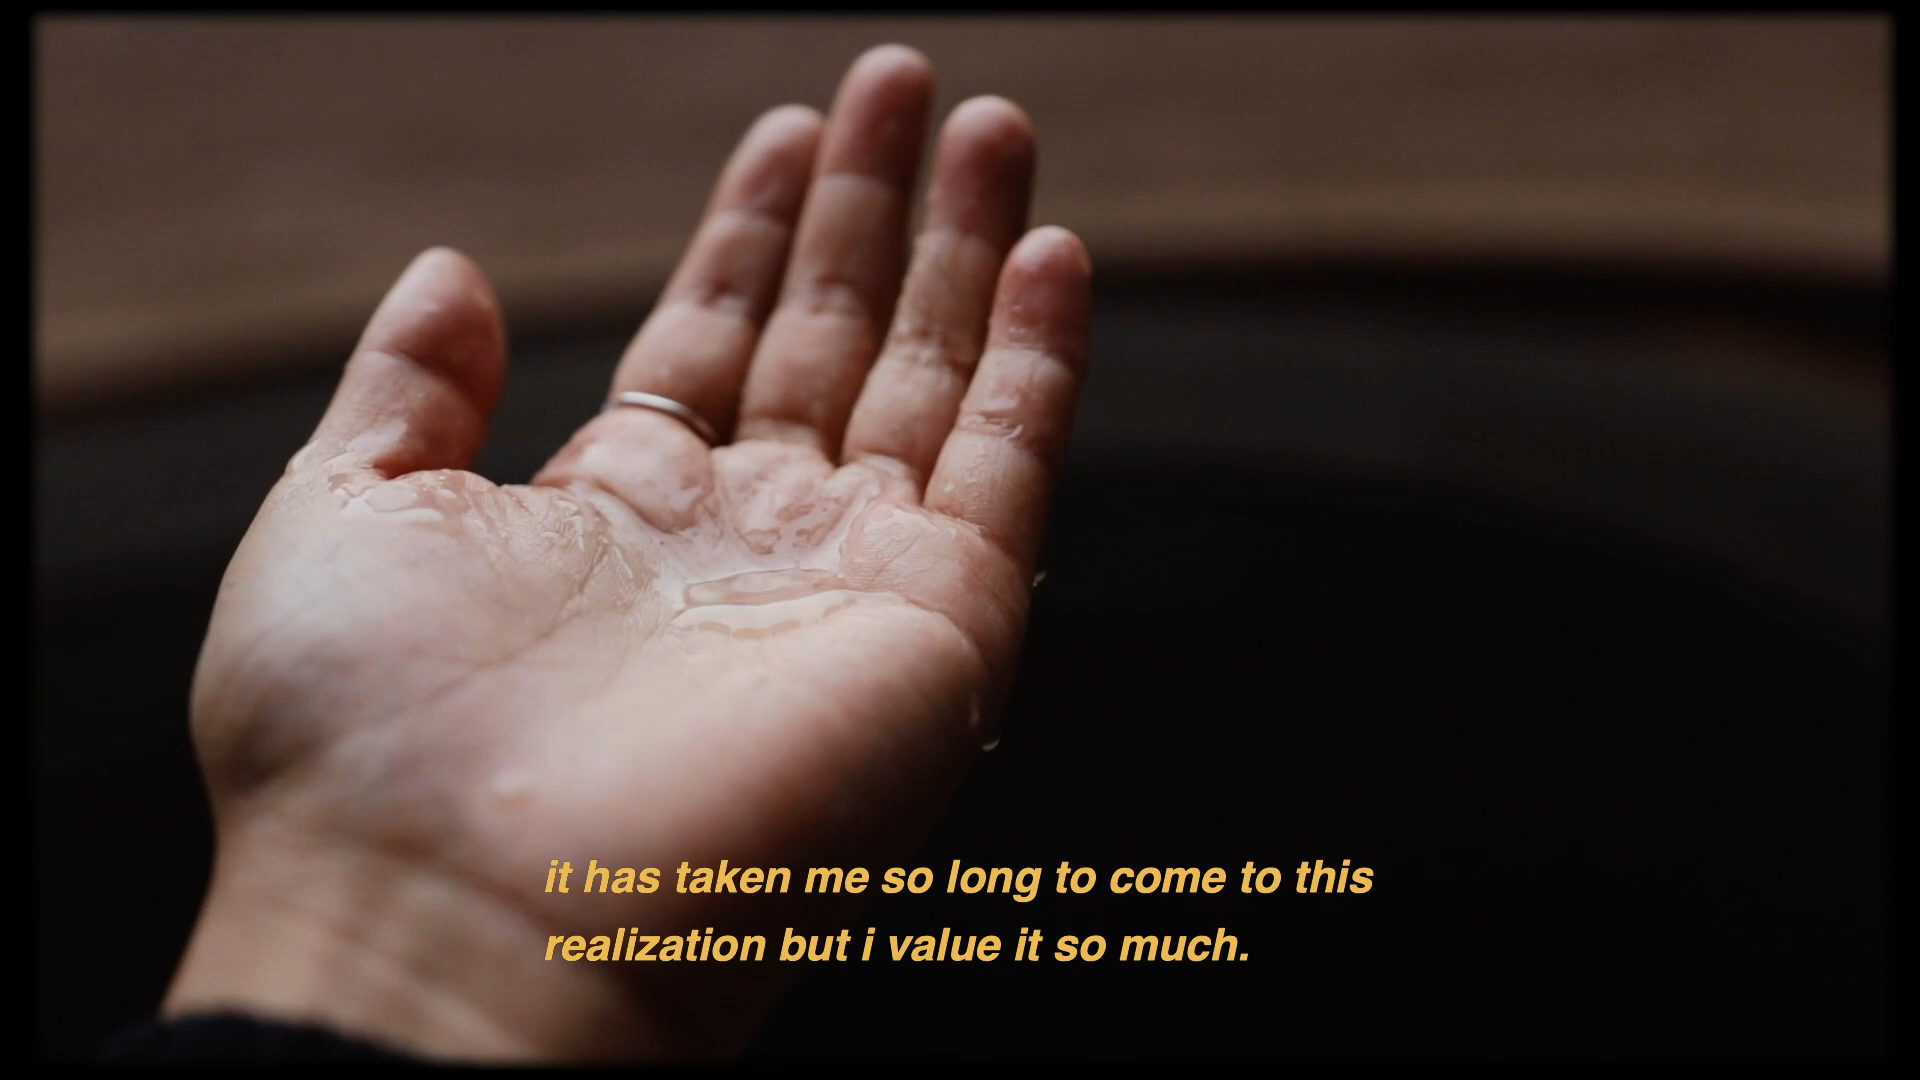 it has taken me so long to come to this
realization but i value it so much.